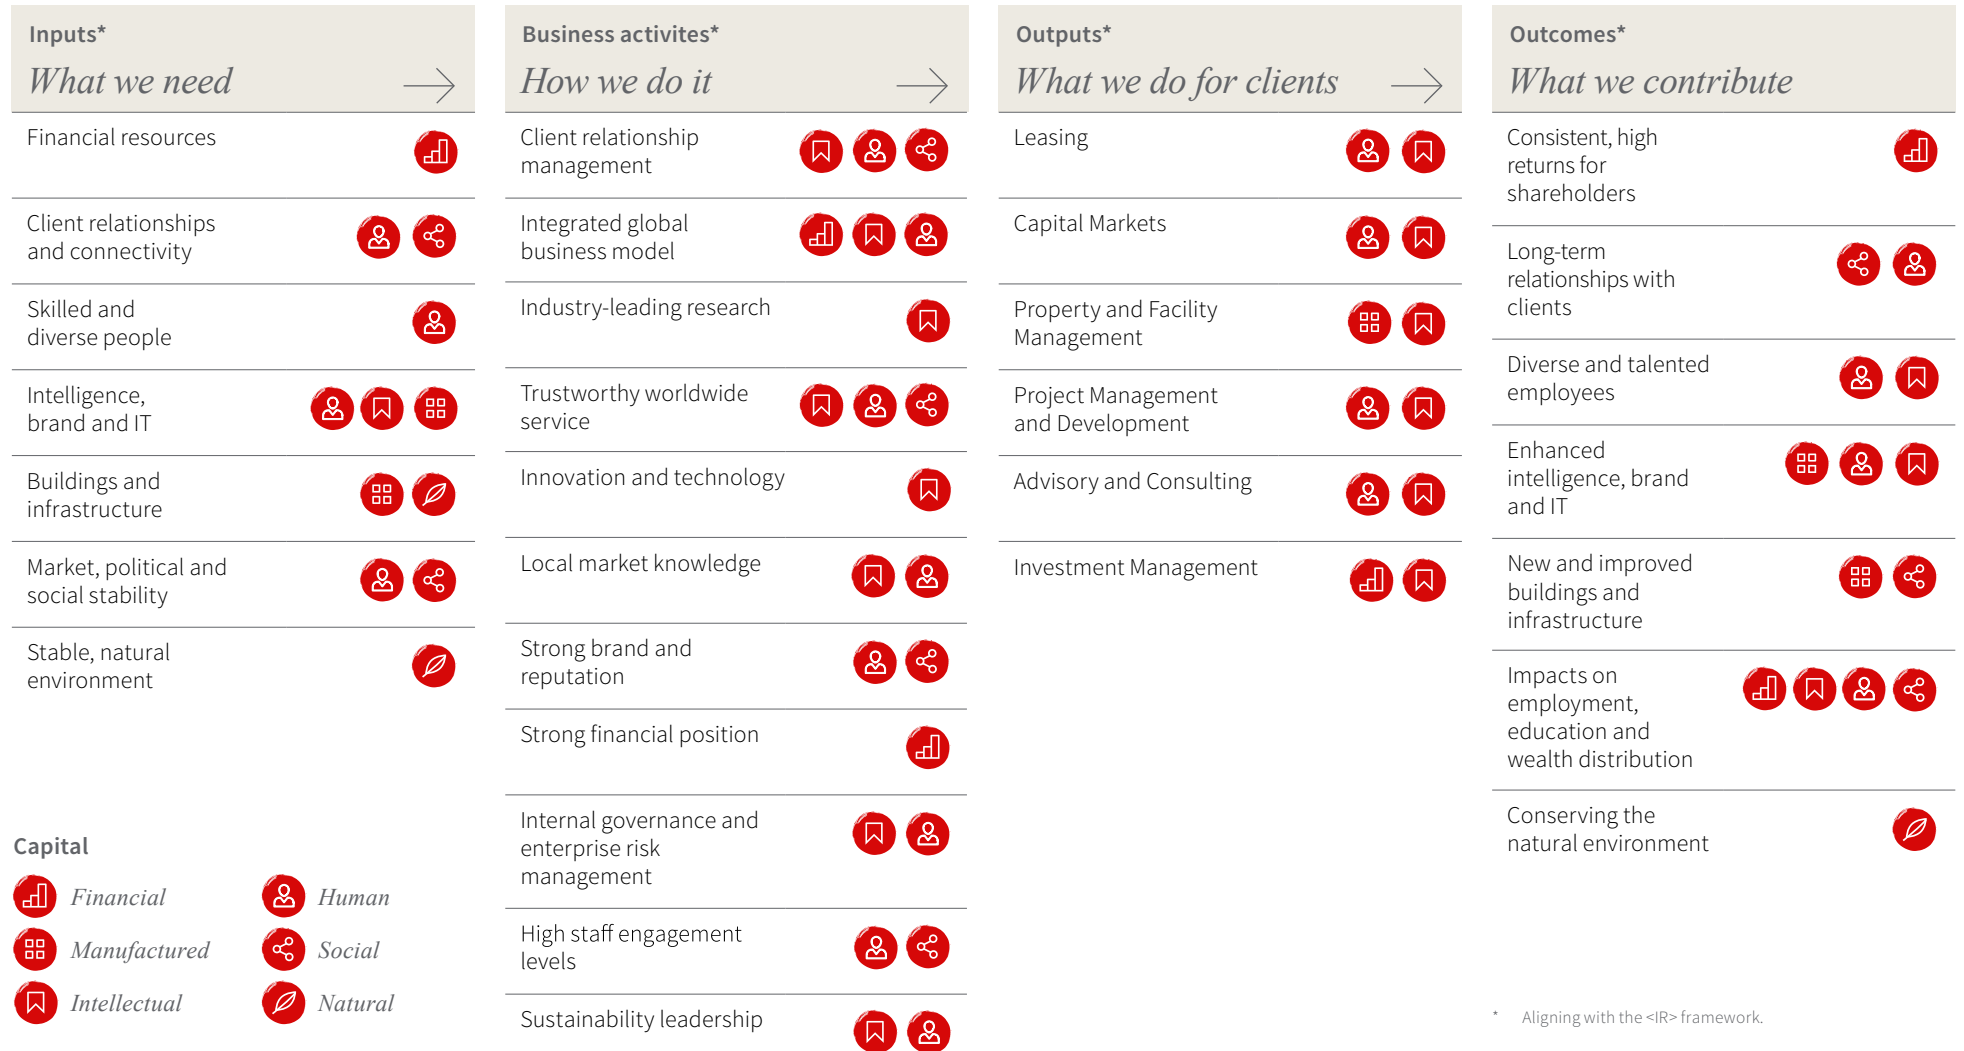 Inputs*
What we need
Financial resources
Client relationships
and connectivity
Skilled and
diverse people
Intelligence,
brand and IT
Buildings and
infrastructure
Market, political and
social stability
Stable, natural
environment
Capital
Financial
Human
Manufactured
Social
Intellectual
Natural
Business activites*
How we do it
Client relationship
management
Integrated global
business model
Industry-leading research
Trustworthy worldwide
service
Innovation and technology
Local market knowledge
Strong brand and
reputation
Strong financial position
Internal governance and
enterprise risk
management
High staff engagement
levels
Sustainability leadership
Outputs*
What we do for clients
Leasing
Capital Markets
Property and Facility
Management
Project Management
and Development
Advisory and Consulting
Investment Management
Outcomes*
What we contribute
Consistent, high
returns for
shareholders
Long-term
relationships with
clients
Diverse and talented
employees
Enhanced
intelligence, brand
and IT
New and improved
buildings and
infrastructure
Impacts on
employment,
education and
wealth distribution
Conserving the
natural environment
* Aligning with the <IR> framework.